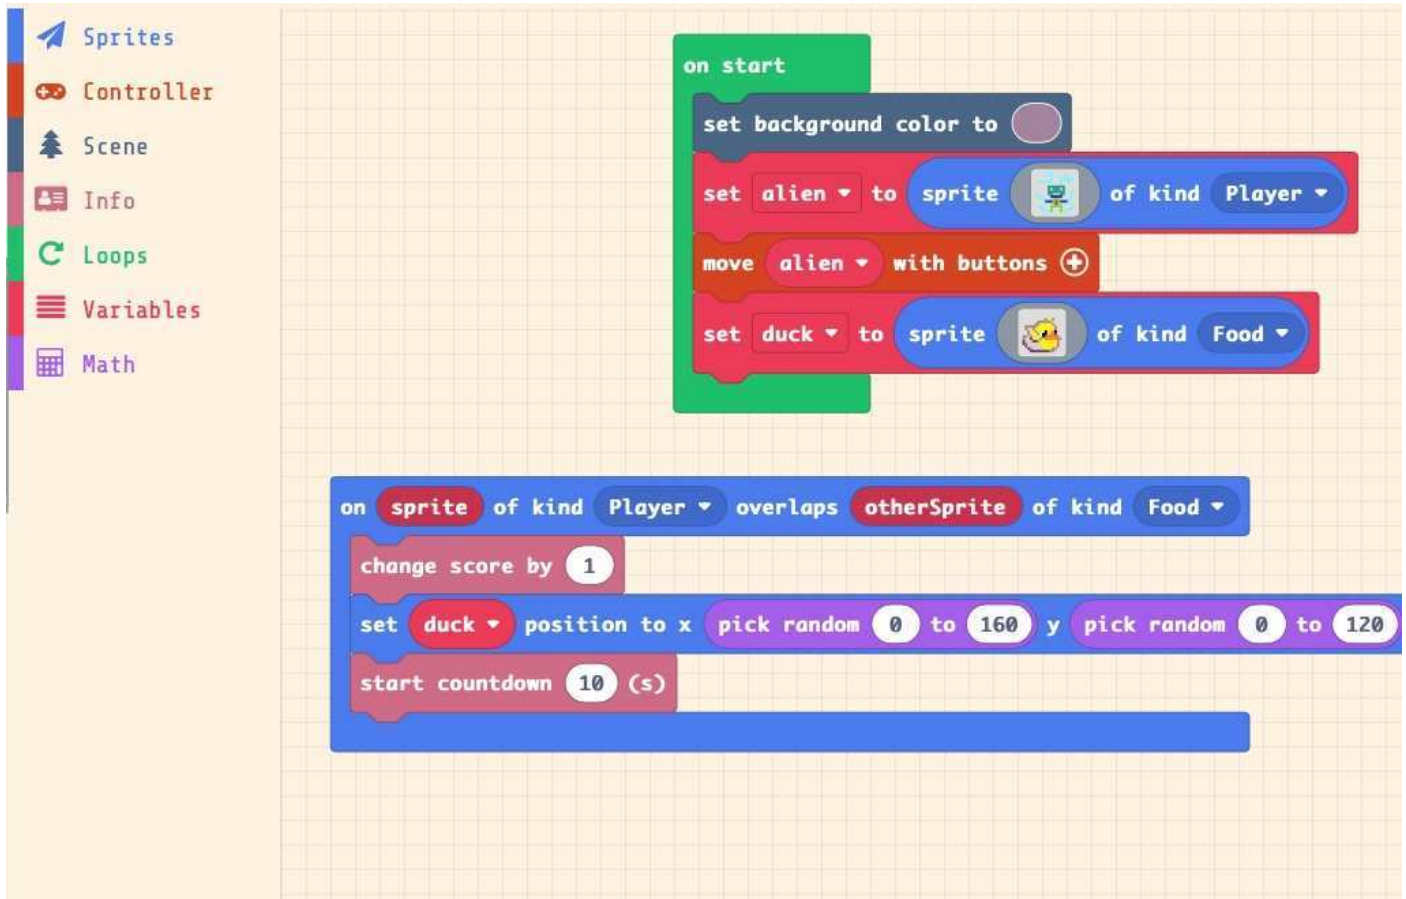 Sprites
Controller
Scene
Info
Loops
Variables
Math
on start
set background color to
set alien to sprite of kind Player
move alien with buttons
set duck to sprite of kind Food
on sprite of kind Player overlaps otherSprite of kind Food
change score by 1
set duck position to x pick random 0 to 160 y pick random 0 to 120
start countdown 10 (s)